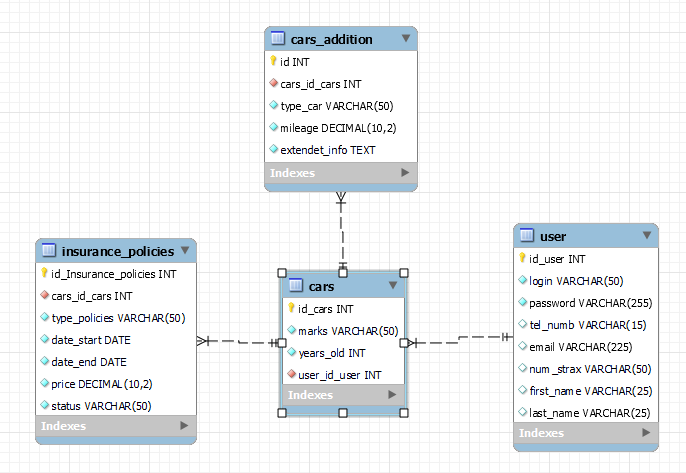 cars_addition
id INT
cars_id_cars INT
type_car VARCHAR(50)
mileage DECIMAL(10,2)
extendet_info TEXT
Indexes
insurance_policies
id_Insurance_policies INT
cars_id_cars INT
type_policies VARCHAR(50)
date_start DATE
date_end DATE
price DECIMAL(10,2)
status VARCHAR(50)
Indexes
cars
id_cars INT
marks VARCHAR(50)
years_old INT
user_id_user INT
Indexes
user
id_user INT
login VARCHAR(50)
password VARCHAR(255)
tel_numb VARCHAR(15)
email VARCHAR(225)
num_strax VARCHAR(50)
first_name VARCHAR(25)
last_name VARCHAR(25)
Indexes